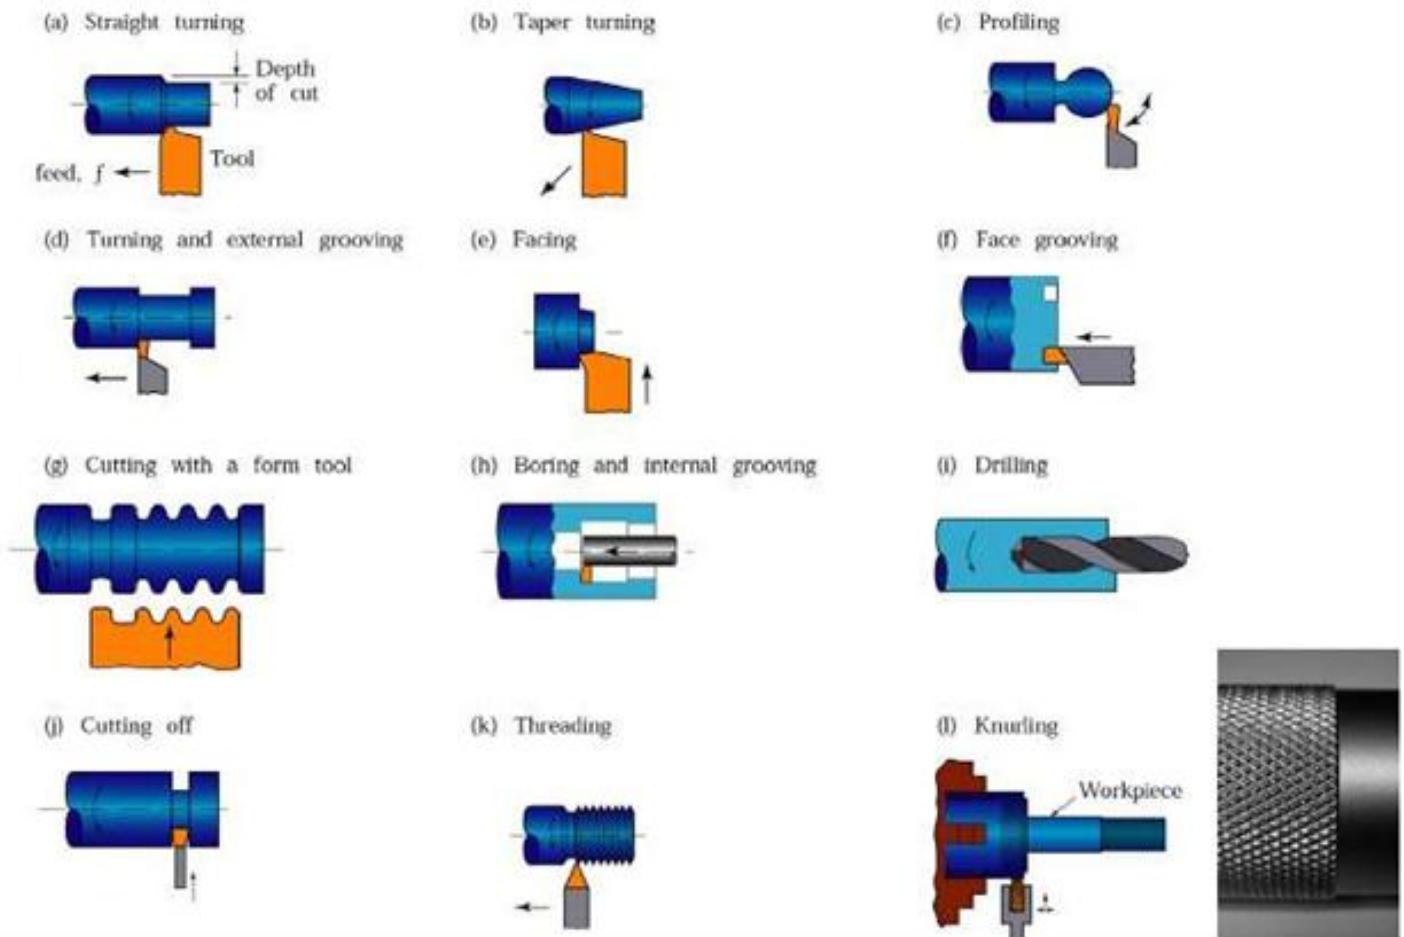 (a) Straight turning
Depth
of cut
feed, f
Tool
(b) Taper turning
(c) Profiling
(d) Turning and external grooving
(e) Facing
(f) Face grooving
(g) Cutting with a form tool
(h) Boring and internal grooving
(i) Drilling
(j) Cutting off
(k) Threading
(l) Knurling
Workpiece